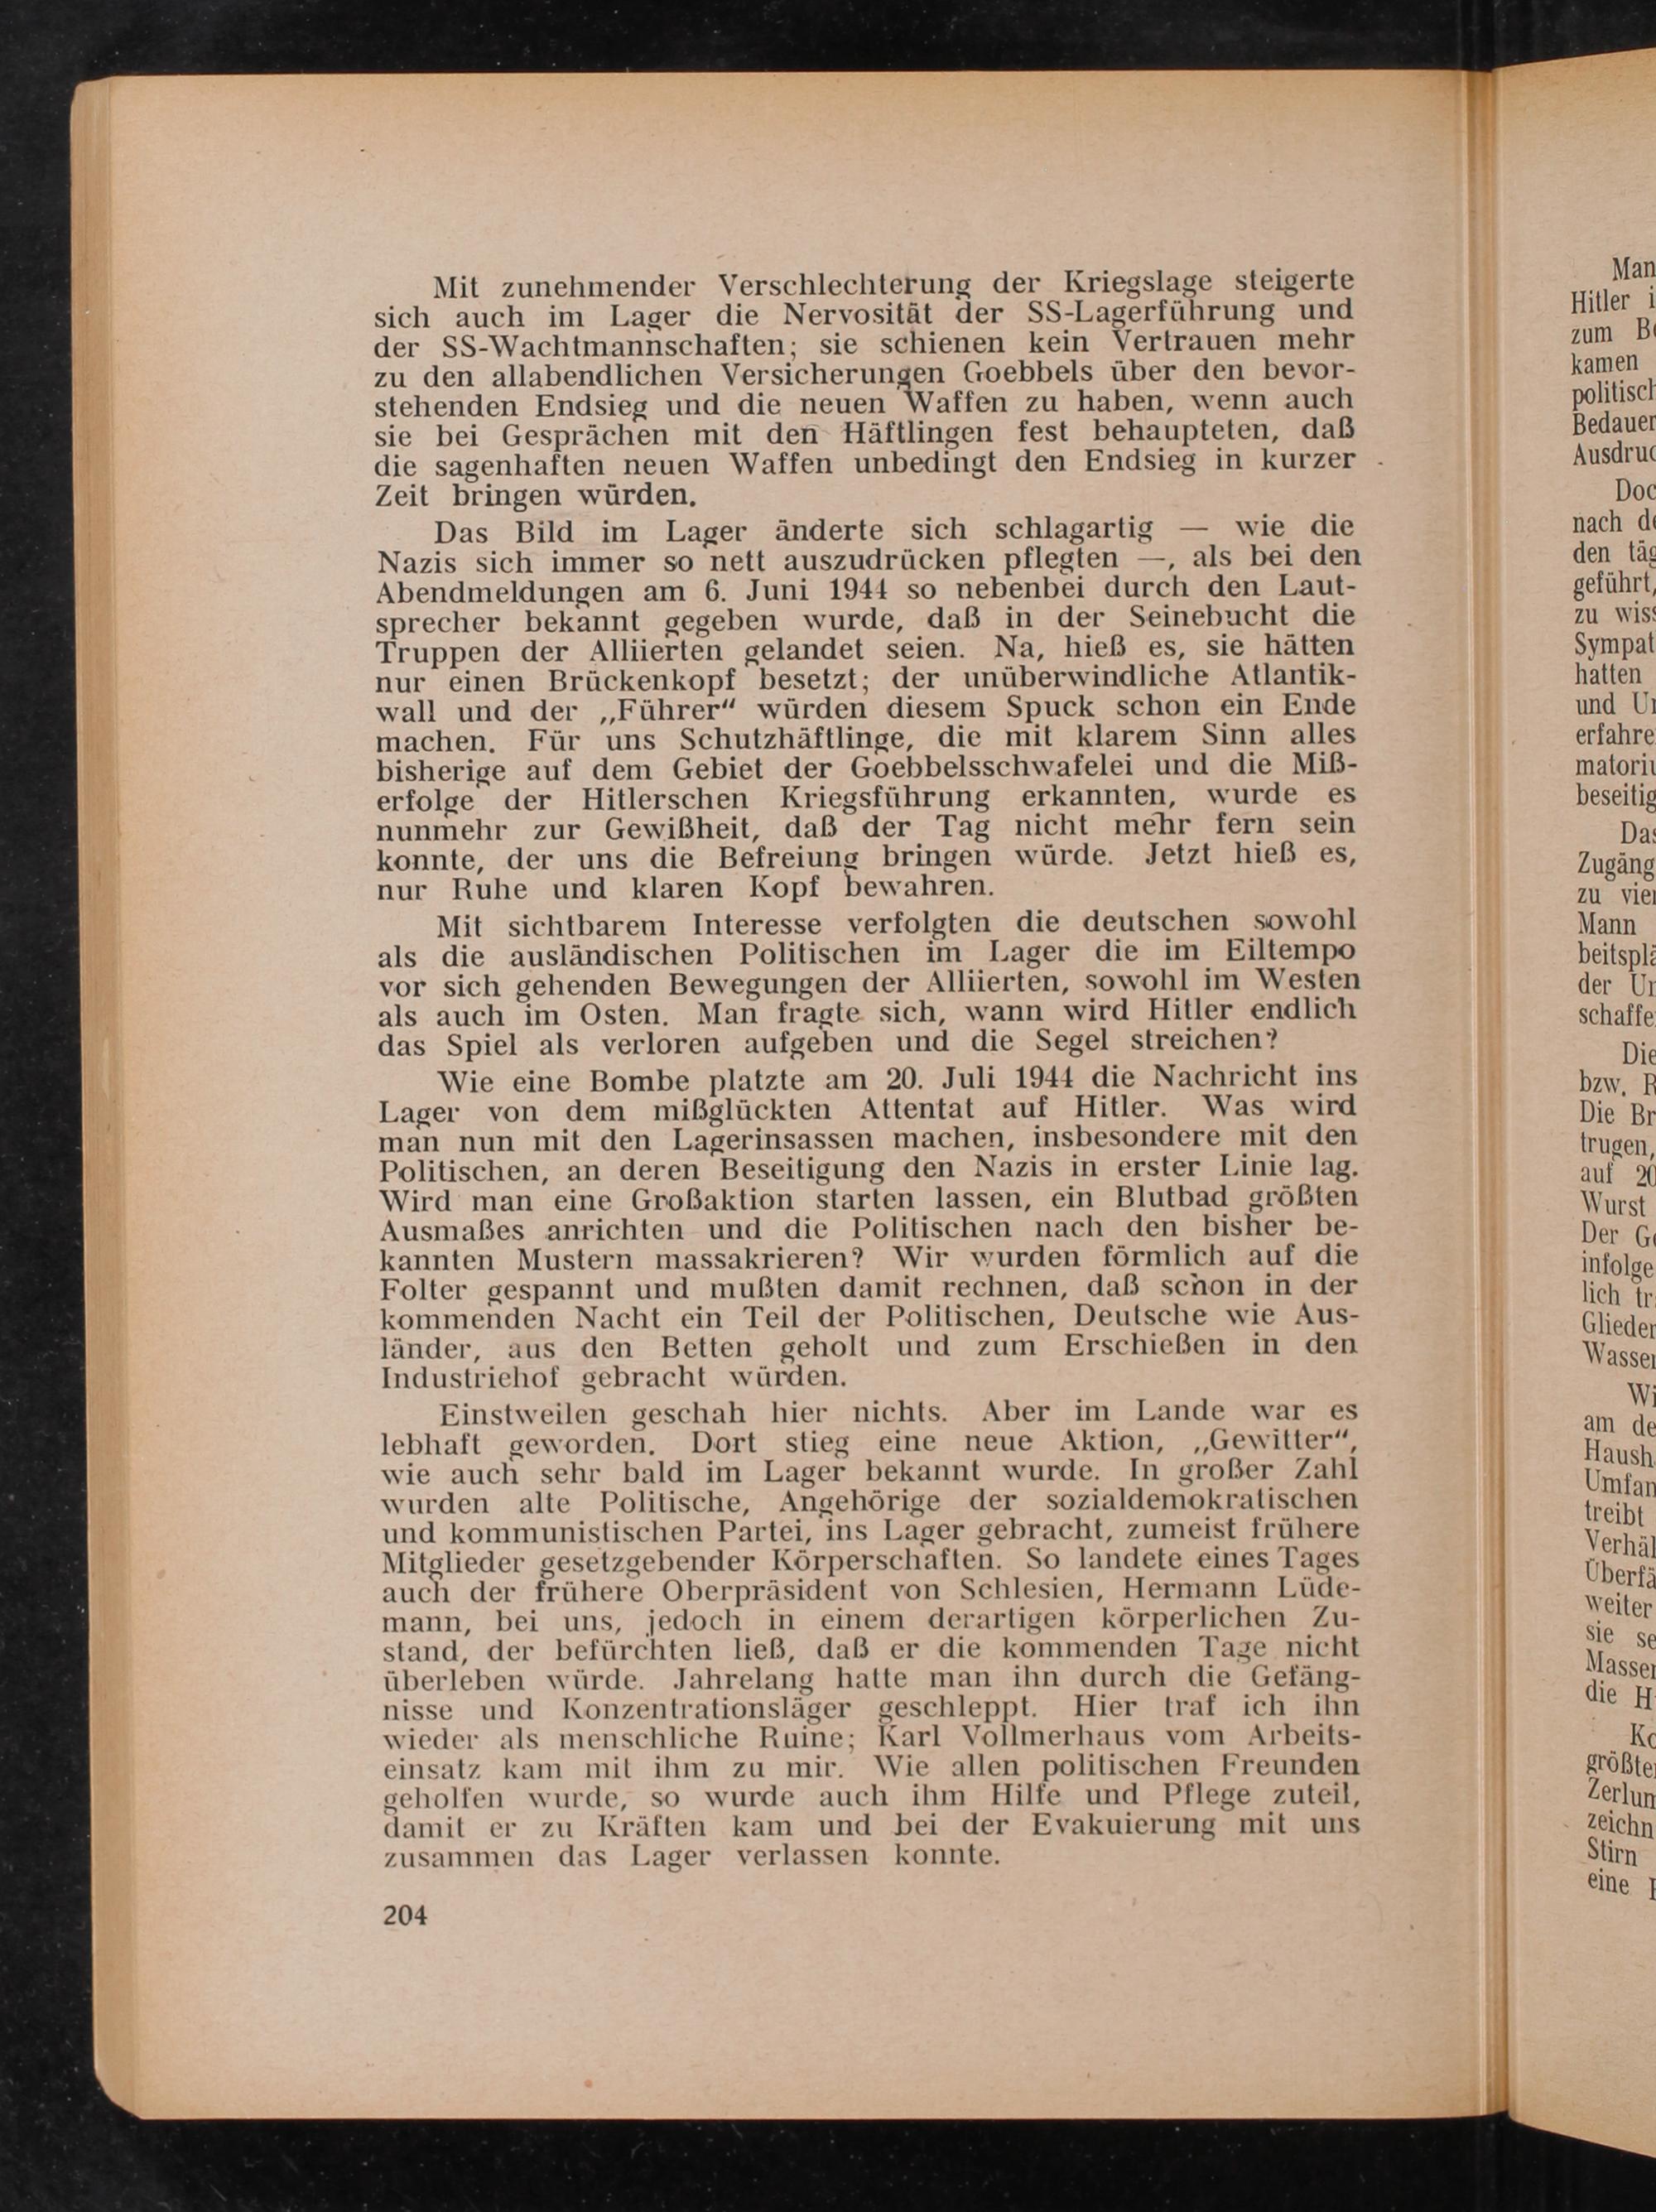 Mit zunehmender Verschlechterung der Kriegslage steigerte
sich auch im Lager die Nervosität der SS-Lagerführung und
der SS-Wachtmannschaften; sie schienen kein Vertrauen mehr
zu den allabendlichen Versicherungen Goebbels über den bevor-
stehenden Endsieg und die neuen Waffen zu haben, wenn auch
sie bei Gesprächen mit den Häftlingen fest behaupteten, daß
die sagenhaften neuen Waffen unbedingt den Endsieg in kurzer
Zeit bringen würden.
Das Bild im Lager änderte sich schlagartig — wie die
Nazis sich immer so nett auszudrücken pflegten —, als bei den
Abendmeldungen am 6. Juni 1944 so nebenbei durch den Laut-
sprecher bekannt gegeben wurde, daß in der Seinebucht die
Truppen der Alliierten gelandet seien. Na, hieß es, sie hätten
nur einen Brückenkopf besetzt; der unüberwindliche Atlantik-
wall und der „Führer“ würden diesem Spuck schon ein Ende
machen. Für uns Schutzhäftlinge, die mit klarem Sinn alles
bisherige auf dem Gebiet der Goebbelsschwafelei und die Miß-
erfolge der Hitlerschen Kriegsführung erkannten, wurde es
nunmehr zur Gewißheit, daß der Tag nicht mehr fern sein
konnte, der uns die Befreiung bringen würde. Jetzt hieß es,
nur Ruhe und klaren Kopf bewahren.
Mit sichtbarem Interesse verfolgten die deutschen sowohl
als die ausländischen Politischen im Lager die im Eiltempo
vor sich gehenden Bewegungen der Alliierten, sowohl im Westen
als auch im Osten. Man fragte sich, wann wird Hitler endlich
das Spiel als verloren aufgeben und die Segel streichen?
Wie eine Bombe platzte am 20. Juli 1944 die Nachricht ins
Lager von dem mißglückten Attentat auf Hitler. Was wird
man nun mit den Lagerinsassen machen, insbesondere mit den
Politischen, an deren Beseitigung den Nazis in erster Linie lag.
Wird man eine Großaktion starten lassen, ein Blutbad größten
Ausmaßes anrichten und die Politischen nach den bisher be-
kannten Mustern massakrieren? Wir wurden förmlich auf die
Folter gespannt und mußten damit rechnen, daß schon in der
kommenden Nacht ein Teil der Politischen, Deutsche wie Aus-
länder, aus den Betten geholt und zum Erschießen in den
Industriehof gebracht würden.
Einstweilen geschah hier nichts. Aber im Lande war es
lebhaft geworden. Dort stieg eine neue Aktion, „Gewitter“,
wie auch sehr bald im Lager bekannt wurde. In großer Zahl
wurden alte Politische, Angehörige der sozialdemokratischen
und kommunistischen Partei, ins Lager gebracht, zumeist frühere
Mitglieder gesetzgebender Körperschaften. So landete eines Tages
auch der frühere Oberpräsident von Schlesien, Hermann Lüde-
mann, bei uns, jedoch in einem derartigen körperlichen Zu-
stand, der befürchten ließ, daß er die kommenden Tage nicht
überleben würde. Jahrelang hatte man ihn durch die Gefäng-
nisse und Konzentrationsläger geschleppt. Hier traf ich ihn
wieder als menschliche Ruine; Karl Vollmerhaus vom Arbeits-
einsatz kam mit ihm zu mir. Wie allen politischen Freunden
geholfen wurde, so wurde auch ihm Hilfe und Pflege zuteil,
damit er zu Kräften kam und bei der Evakuierung mit uns
zusammen das Lager verlassen konnte.
204